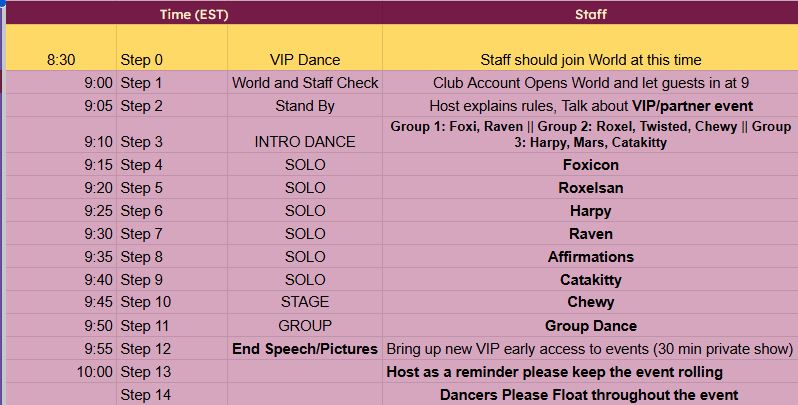 Time (EST) Staff
8:30 Step 0 VIP Dance Staff should join World at this time
9:00 Step 1 World and Staff Check Club Account Opens World and let guests in at 9
9:05 Step 2 Stand By Host explains rules, Talk about VIP/partner event
Group 1: Foxi, Raven || Group 2: Roxel, Twisted, Chewy || Group
9:10 Step 3 INTRO DANCE 3: Harpy, Mars, Catakitty
9:15 Step 4 SOLO Foxicon
9:20 Step 5 SOLO Roxelsan
9:25 Step 6 SOLO Harpy
9:30 Step 7 SOLO Raven
9:35 Step 8 SOLO Affirmations
9:40 Step 9 SOLO Catakitty
9:45 Step 10 STAGE Chewy
9:50 Step 11 GROUP Group Dance
9:55 Step 12 End Speech/Pictures Bring up new VIP early access to events (30 min private show)
10:00 Step 13 Host as a reminder please keep the event rolling
Step 14 Dancers Please Float throughout the event